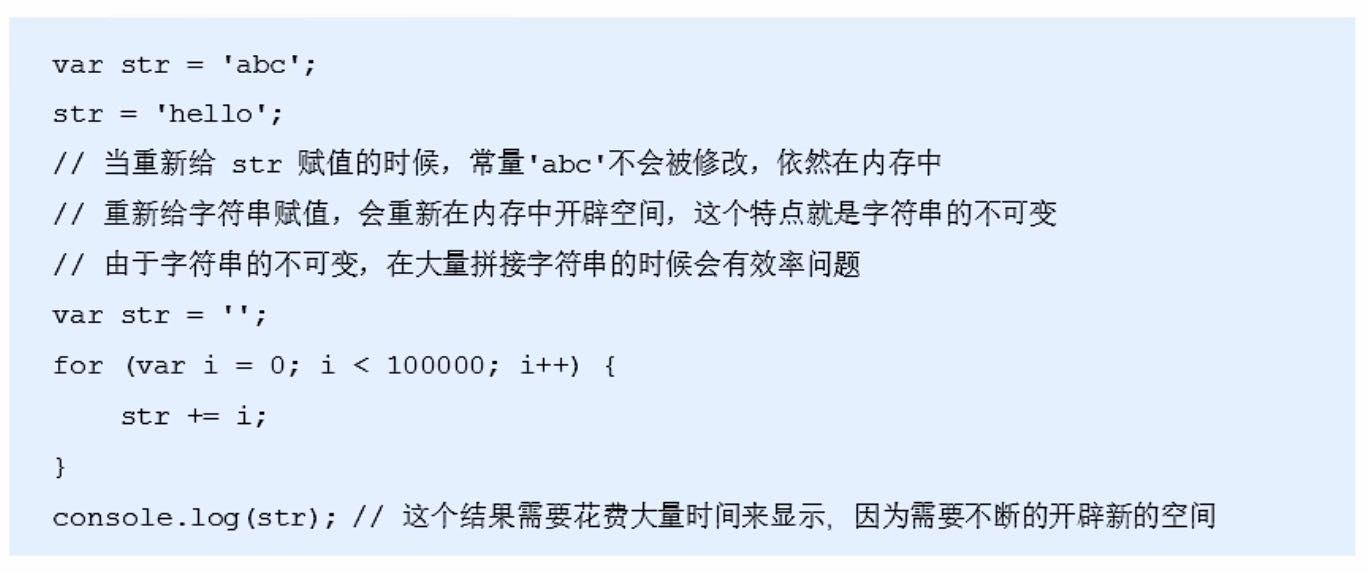 var str = 'abc';
str = 'hello';
// 当重新给 str 赋值的时候，常量'abc'不会被修改，依然在内存中
// 重新给字符串赋值，会重新在内存中开辟空间，这个特点就是字符串的不可变
// 由于字符串的不可变，在大量拼接字符串的时候会有效率问题
var str = '';
for (var i = 0; i < 100000; i++) {
    str += i;
}
console.log(str); // 这个结果需要花费大量时间来显示，因为需要不断的开辟新的空间